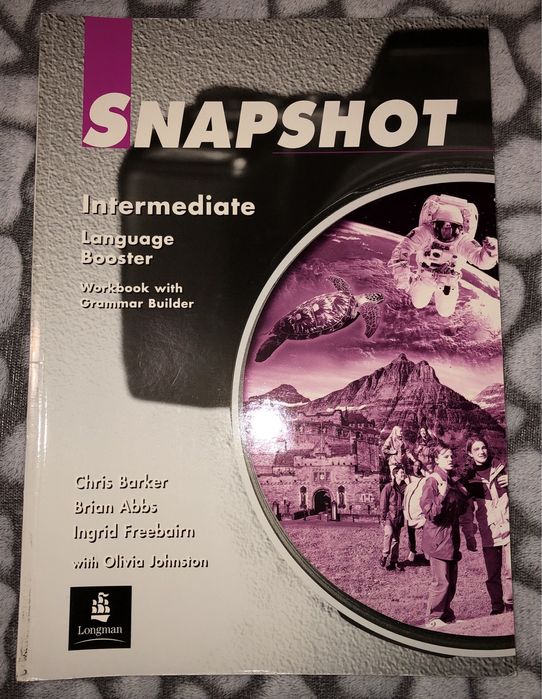 SNAPSHOT
Intermediate
Language
Booster
Workbook with
Grammar Builder
Chris Barker
Brian Abbs
Ingrid Freebairn
with Olivia Johnston
Longman